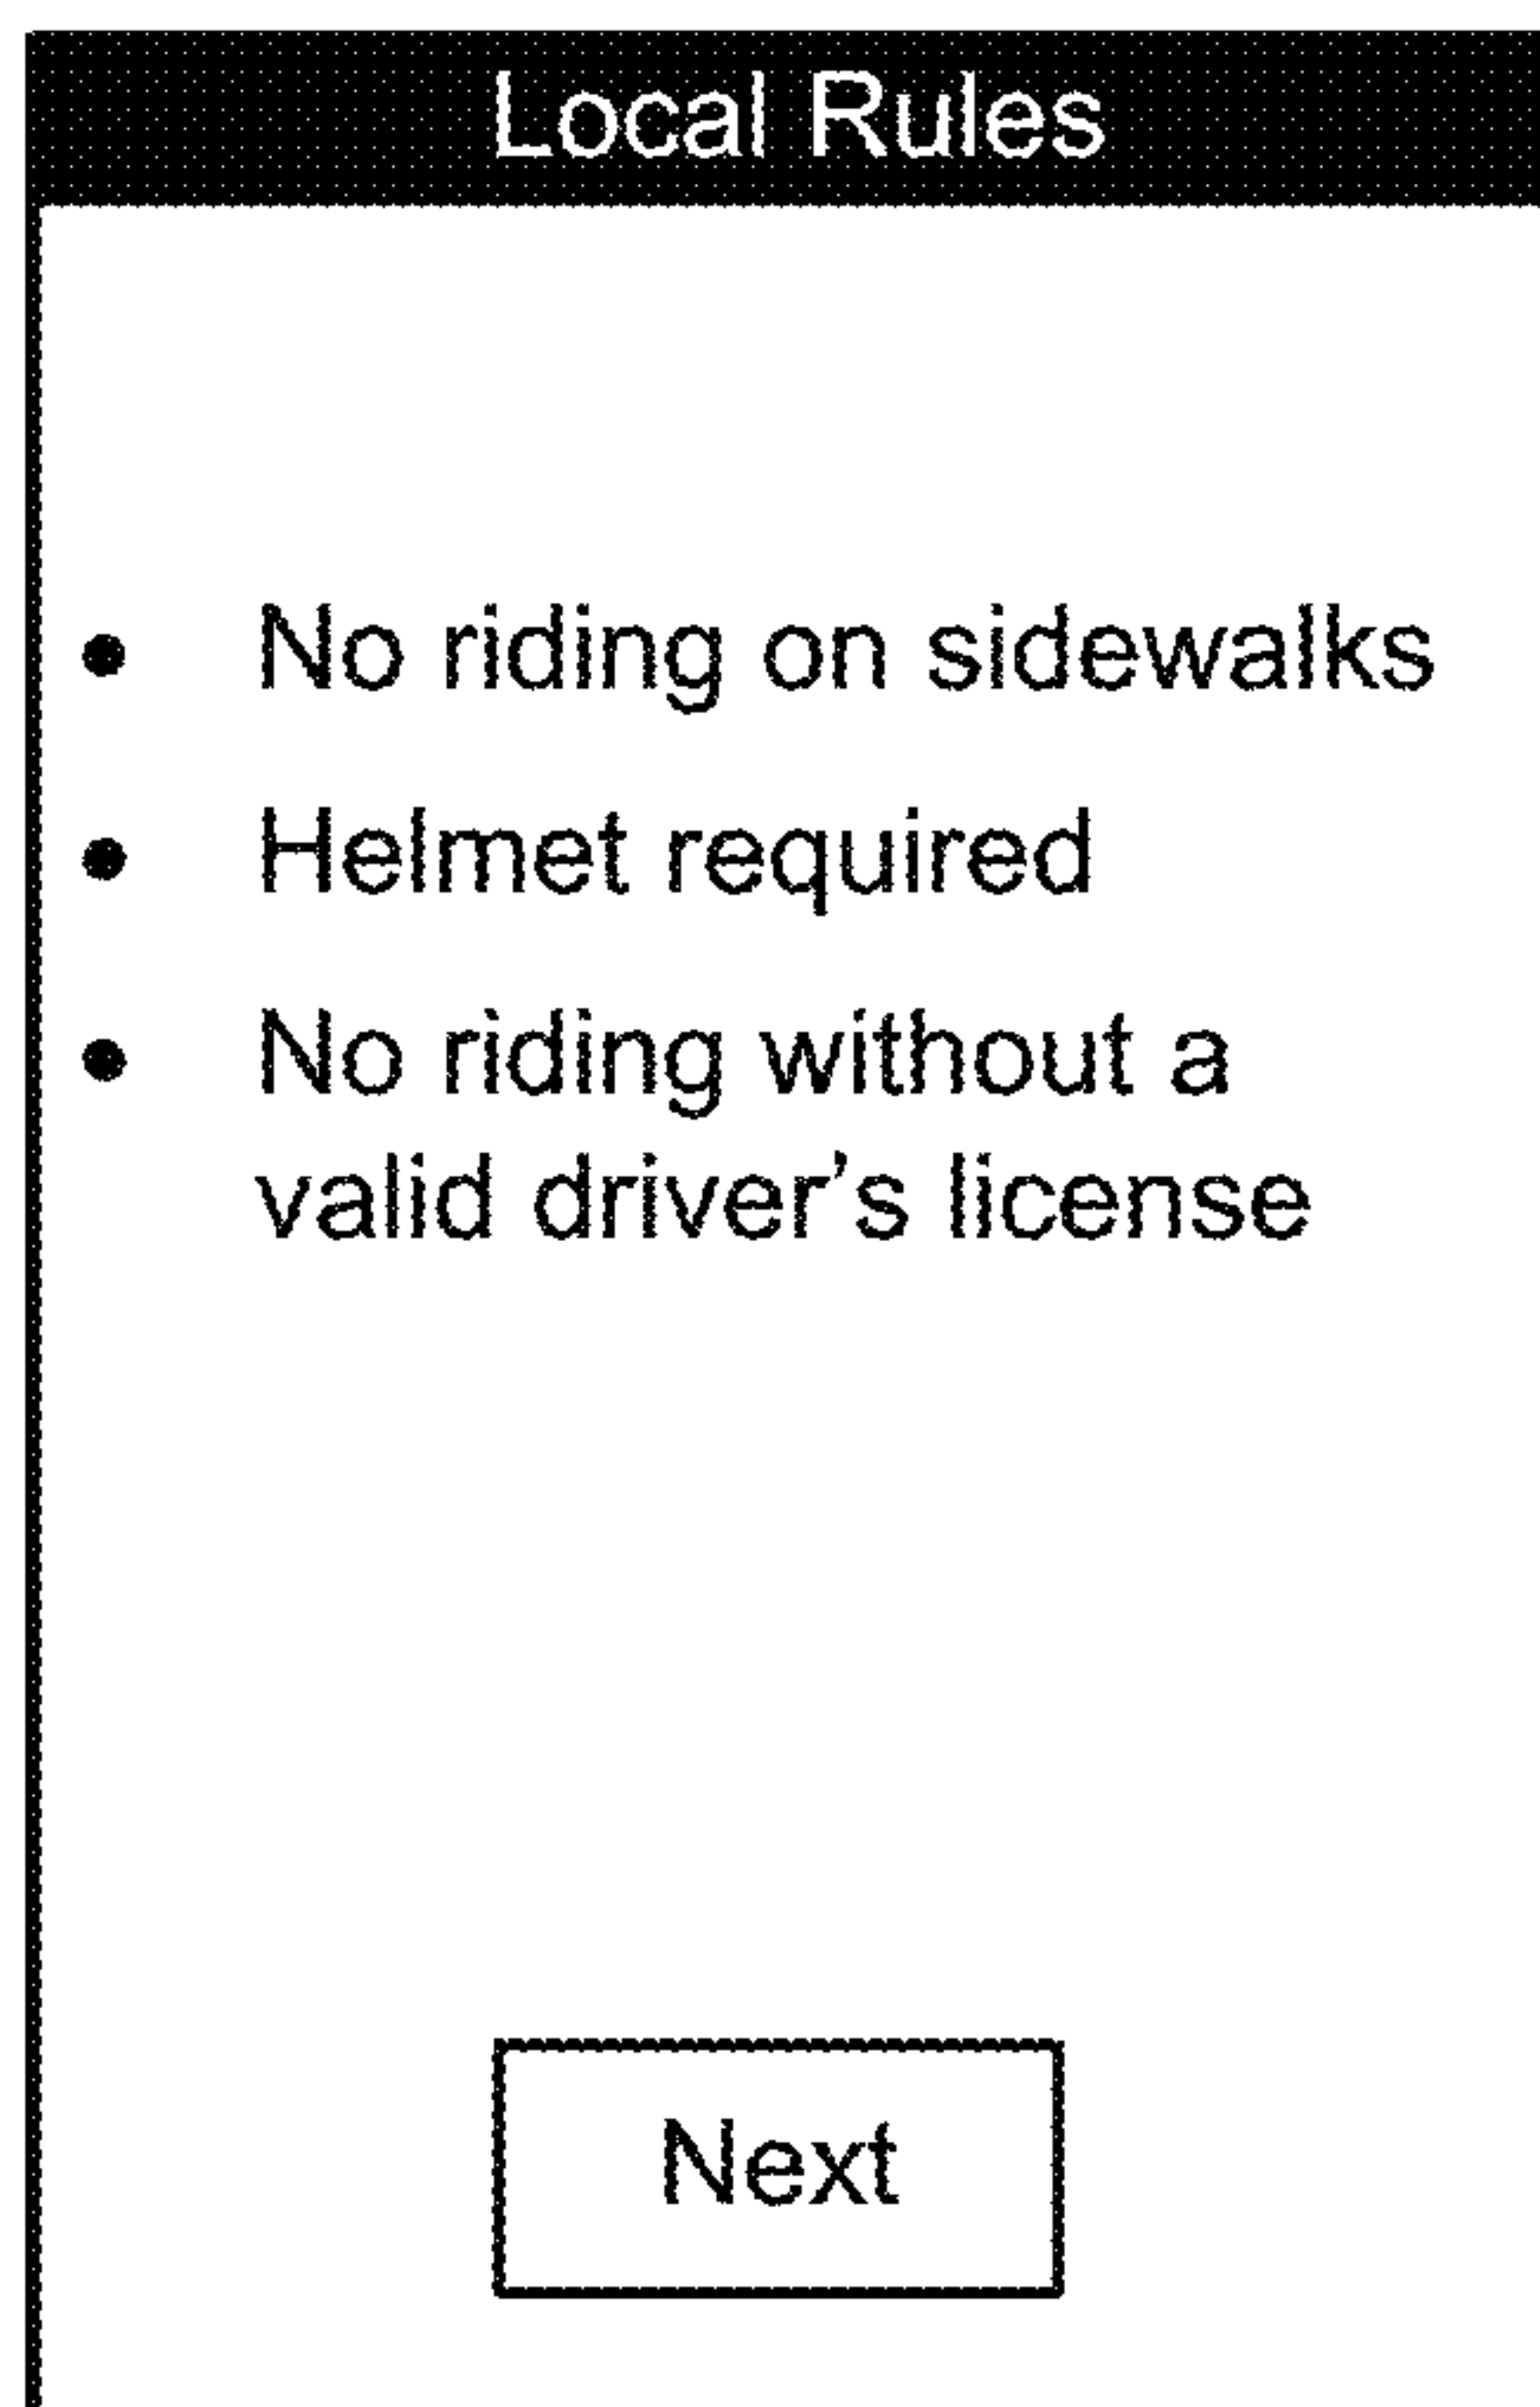 Local Rules
• No riding on sidewalks
• Helmet required
• No riding without a
valid driver’s license
Next